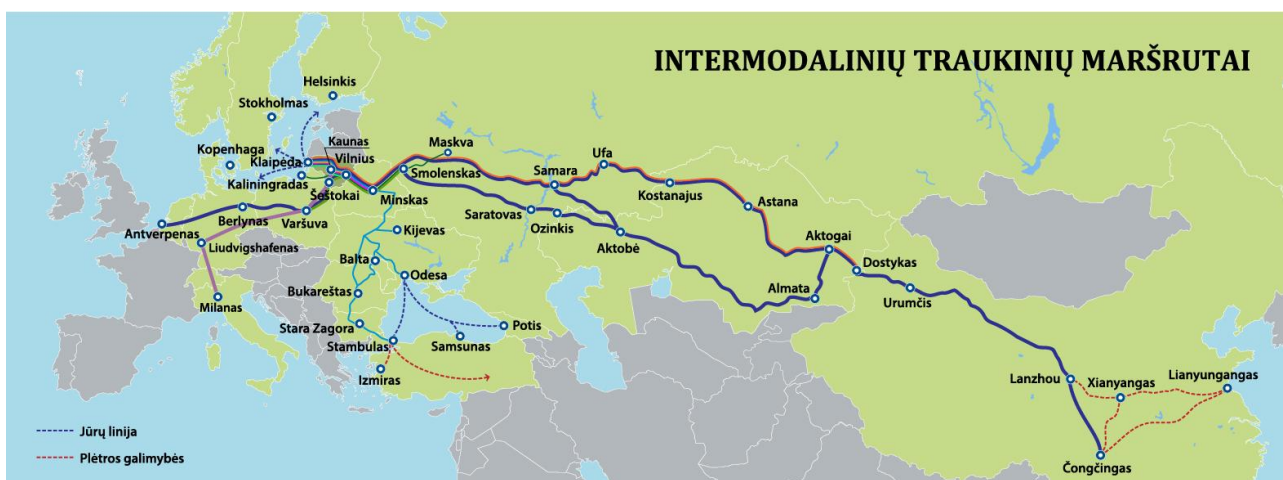 INTERMODALINIŲ TRAUKINIŲ MARŠRUTAI
Helsinkis
Stokholmas
Kopenhaga
Klaipėda
Kaunas
Vilnius
Kaliningradas
Šeštokai
Minskas
Smolenskas
Maskva
Samara
Ufa
Kostanajus
Astana
Saratovas
Ozinkis
Aktobė
Aktogai
Dostykas
Almata
Urumčis
Antverpenas
Berlynas
Varšuva
Liudvigshafenas
Milanas
Kijevas
Balta
Odesa
Bukareštas
Stara Zagora
Stambulas
Potis
Samsunas
Izmiras
Lanzhou
Xianyangas
Lianyungangas
Čongčingas
Jūrų linija
Plėtros galimybės